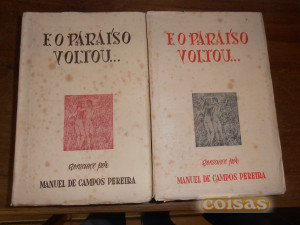 E O PARAÍSO
VOLTOU...
Romance por
MANUEL DE CAMPOS PEREIRA
E O PARAÍSO
VOLTOU...
Romance por
MANUEL DE CAMPOS PEREIRA
coisas